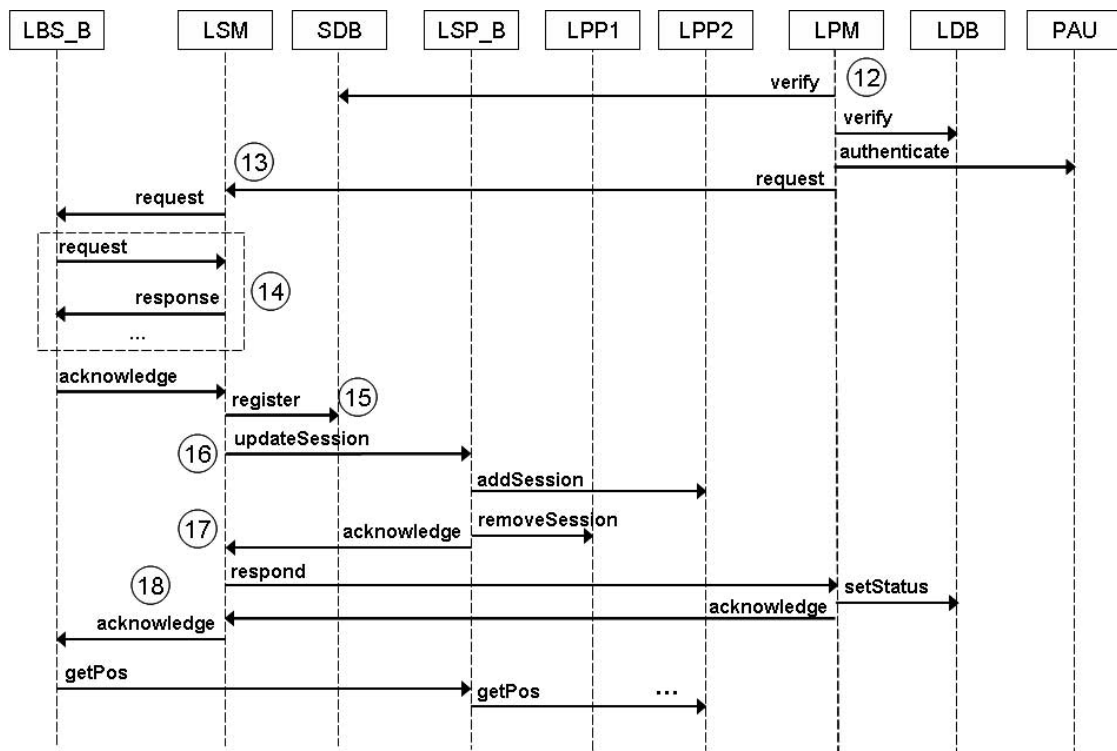 LBS_B LSM SDB LSP_B LPP1 LPP2 LPM LDB PAU
verify 12
verify
authenticate
13 request
request
request
14
response
...
acknowledge
register 15
updateSession
16
addSession
removeSession
17 acknowledge
respond
18 setStatus
acknowledge
acknowledge
getPos
getPos ...